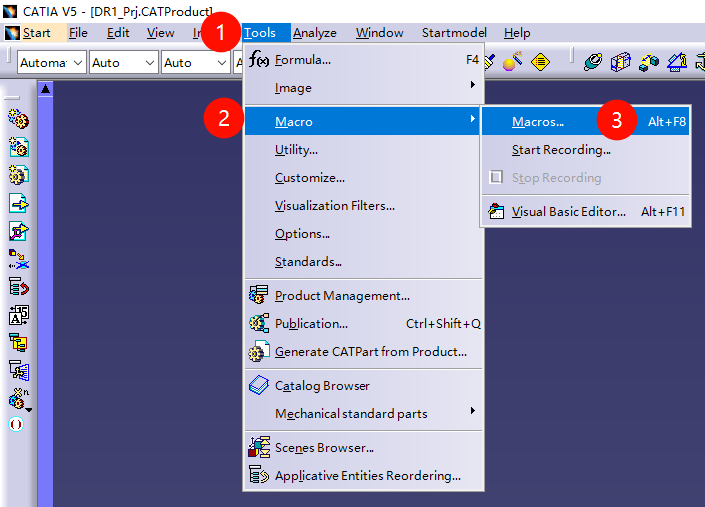 CATIA V5 - [DR1_Prj.CATProduct]
Start File Edit View In 1 Tools Analyze Window Startmodel Help
Automa Auto Auto A
Formula... F4
Image
2 Macro
Macros... 3 Alt+F8
Utility...
Start Recording...
Customize...
Stop Recording
Visualization Filters...
Visual Basic Editor... Alt+F11
Options...
Standards...
Product Management...
Publication... Ctrl+Shift+Q
Generate CATPart from Product...
Catalog Browser
Mechanical standard parts
Scenes Browser...
Applicative Entities Reordering...